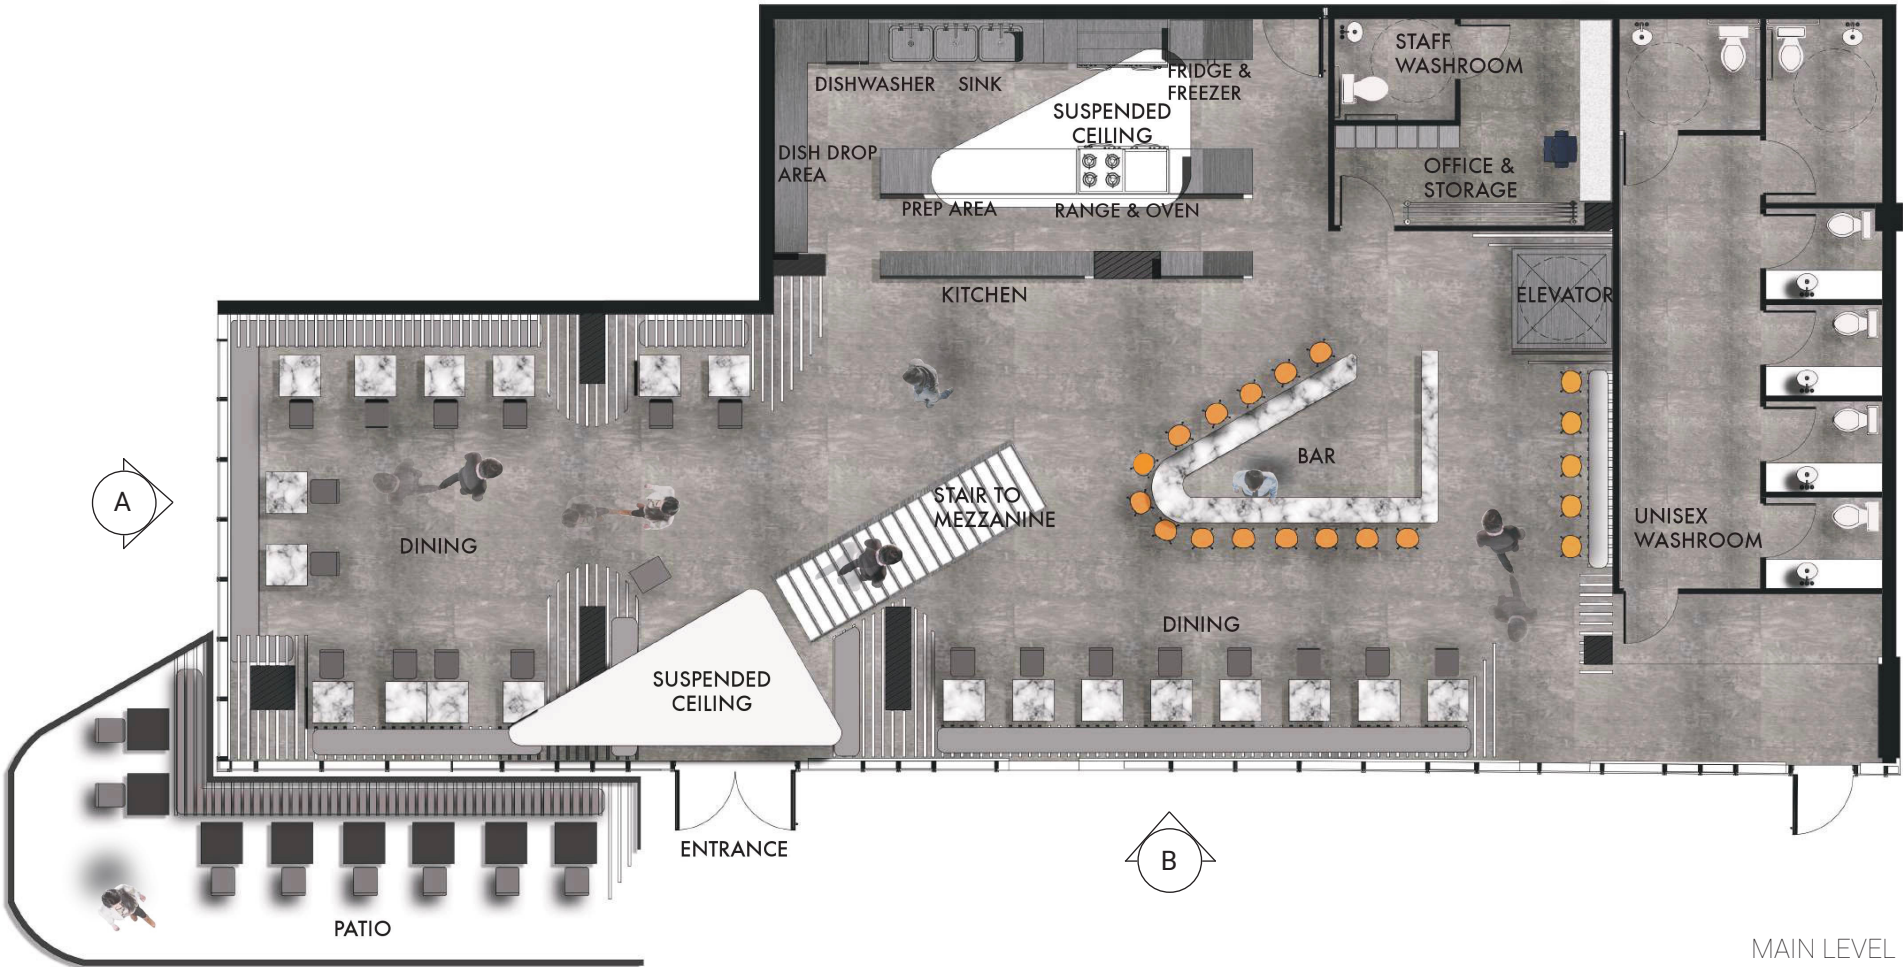 STAFF
WASHROOM
DISHWASHER
SINK
FRIDGE &
FREEZER
SUSPENDED
CEILING
DISH DROP
AREA
OFFICE &
STORAGE
PREP AREA
RANGE & OVEN
KITCHEN
ELEVATOR
BAR
STAIR TO
MEZZANINE
A
DINING
UNISEX
WASHROOM
DINING
SUSPENDED
CEILING
ENTRANCE
B
PATIO
MAIN LEVEL